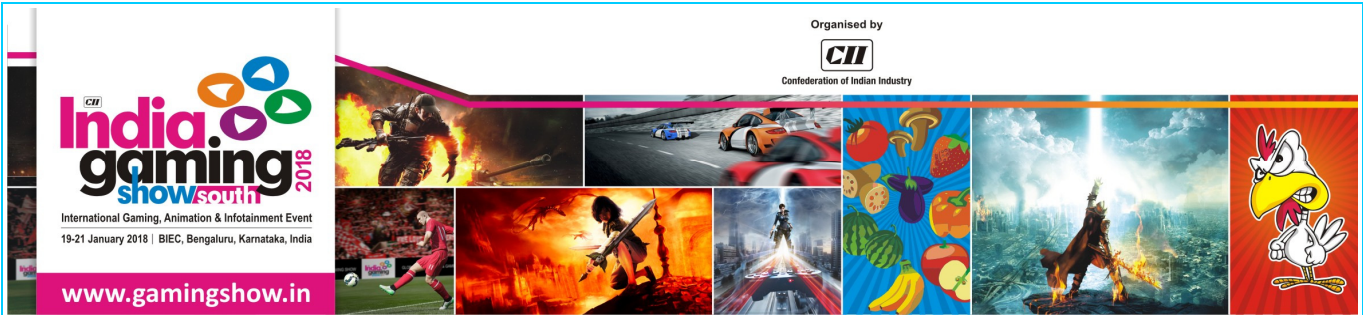 CII
India
gaming
show south
2018
International Gaming, Animation & Infotainment Event
19-21 January 2018 | BIEC, Bengaluru, Karnataka, India
www.gamingshow.in
Organised by
CII
Confederation of Indian Industry